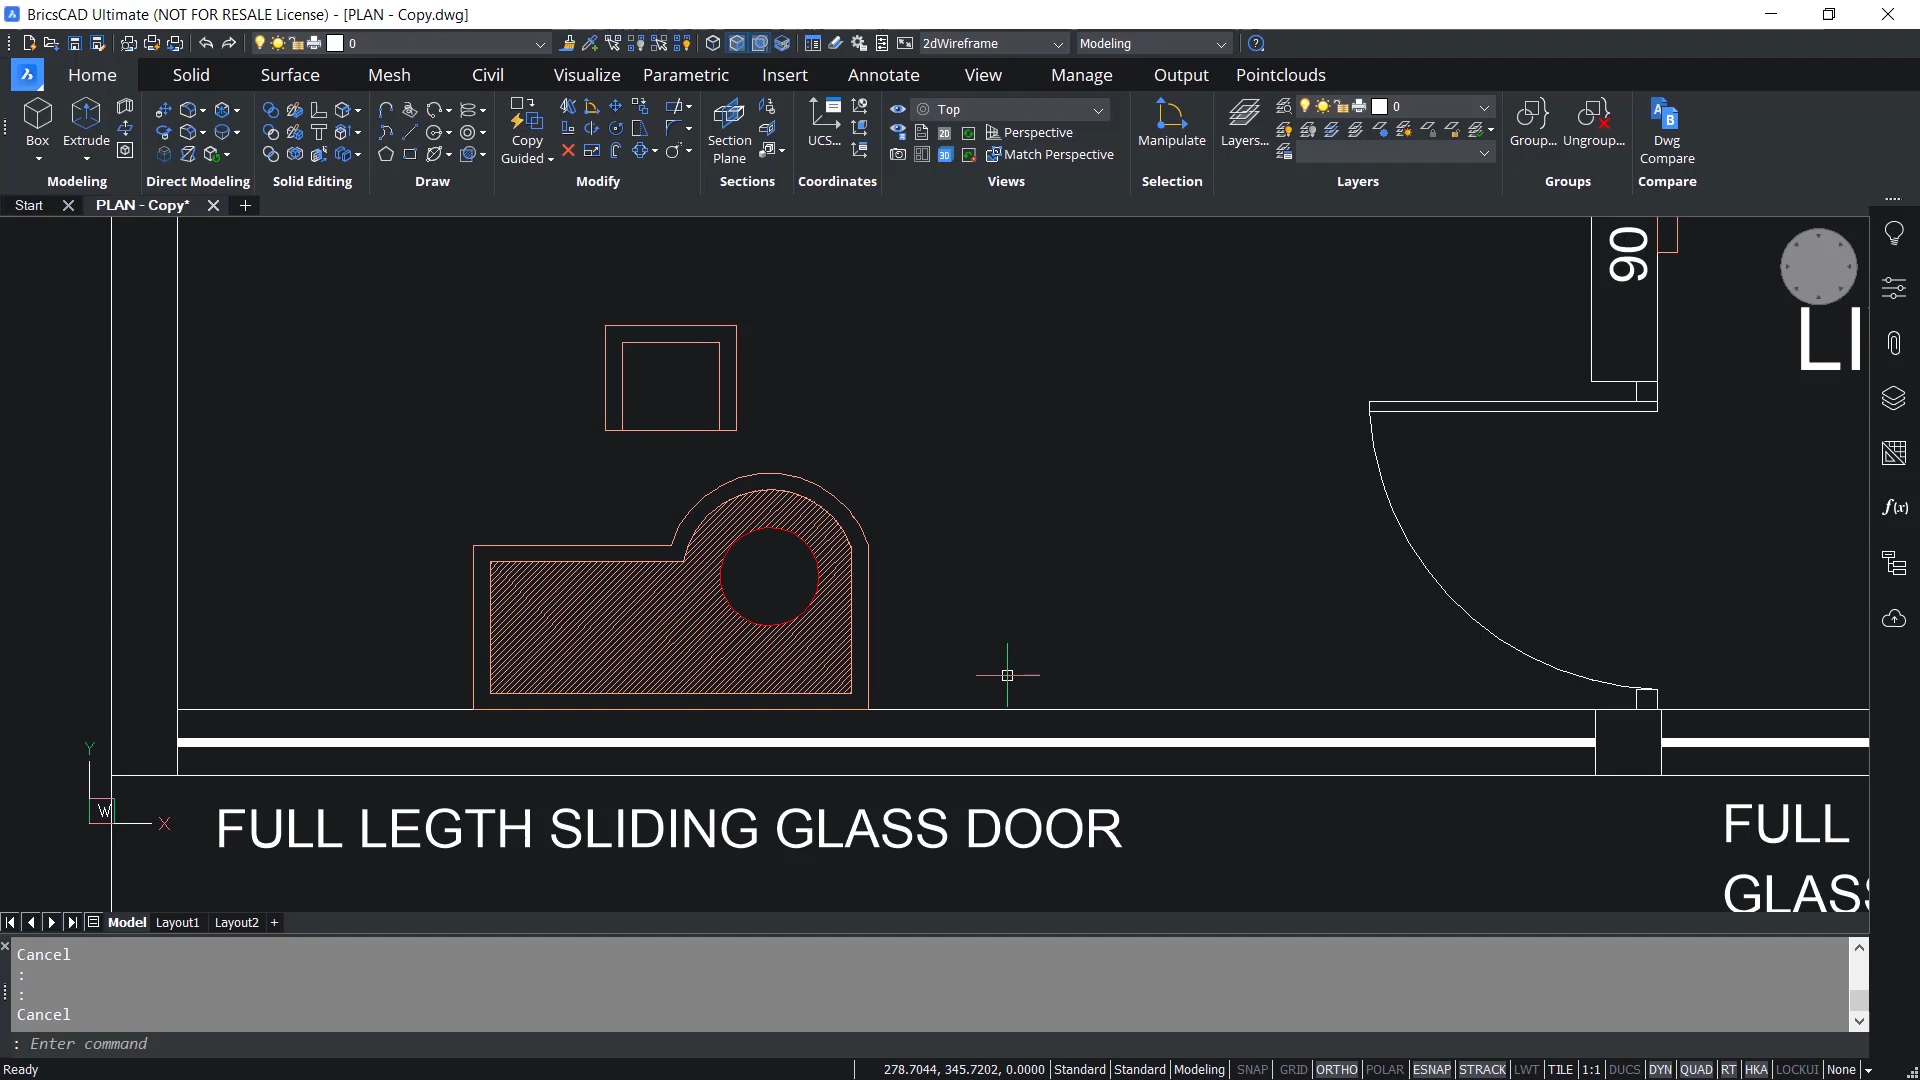 BricsCAD Ultimate (NOT FOR RESALE License) - [PLAN - Copy.dwg]
0
2dWireframe
Modeling
Home Solid Surface Mesh Civil Visualize Parametric Insert Annotate View Manage Output Pointclouds
Box
Extrude
Modeling
Direct Modeling
Solid Editing
Draw
Copy
Guided
Modify
Section
Plane
Sections
UCS...
Coordinates
Top
2D
Perspective
3D
Match Perspective
Views
Manipulate
Selection
Layers...
0
Layers
Group...
Ungroup...
Groups
Dwg
Compare
Compare
Start
PLAN - Copy*
90
LI
f(x)
Y
W
X
FULL LEGTH SLIDING GLASS DOOR
FULL
GLASS
Model Layout1 Layout2 +
Cancel
:
:
Cancel
: Enter command
Ready
278.7044, 345.7202, 0.0000 Standard Standard Modeling SNAP GRID ORTHO POLAR ESNAP STRACK LWT TILE 1:1 DUCS DYN QUAD RT HKA LOCKUI None